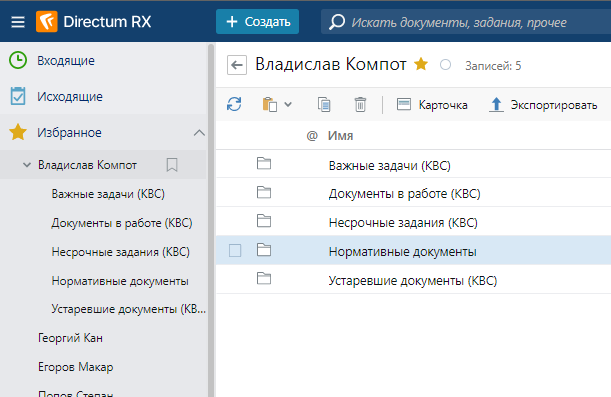 Directum RX
+ Создать
Искать документы, задания, прочее
Входящие
Исходящие
Избранное
Владислав Компот
Важные задачи (КВС)
Документы в работе (КВС)
Несрочные задания (КВС)
Нормативные документы
Устаревшие документы (КВ...
Георгий Кан
Егоров Макар
Попов Степан
Владислав Компот
Записей: 5
Карточка
Экспортировать
@ Имя
Важные задачи (КВС)
Документы в работе (КВС)
Несрочные задания (КВС)
Нормативные документы
Устаревшие документы (КВС)